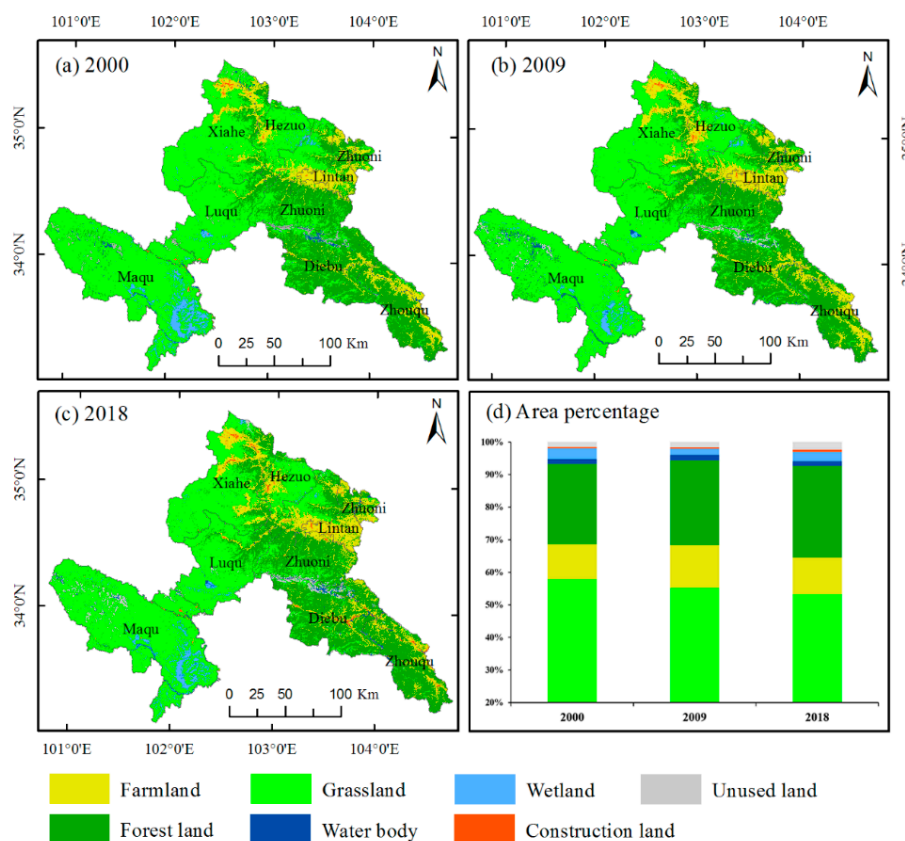 101°0'E 102°0'E 103°0'E 104°0'E 101°0'E 102°0'E 103°0'E 104°0'E
(a) 2000
N
35°0'N
34°0'N
Xiahe
Hezuo
Zhuoni
Lintan
Luqu
Zhuoni
Maqu
Diebu
Zhouqu
0 25 50 100 Km
(b) 2009
N
Xiahe
Hezuo
Zhuoni
Lintan
Luqu
Zhuoni
Maqu
Diebu
Zhouqu
0 25 50 100 Km
(c) 2018
N
35°0'N
34°0'N
Xiahe
Hezuo
Zhuoni
Lintan
Luqu
Zhuoni
Maqu
Diebu
Zhouqu
0 25 50 100 Km
101°0'E 102°0'E 103°0'E 104°0'E
(d) Area percentage
100%
90%
80%
70%
60%
50%
40%
30%
20%
2000 2009 2018
Farmland Grassland Wetland Unused land
Forest land Water body Construction land